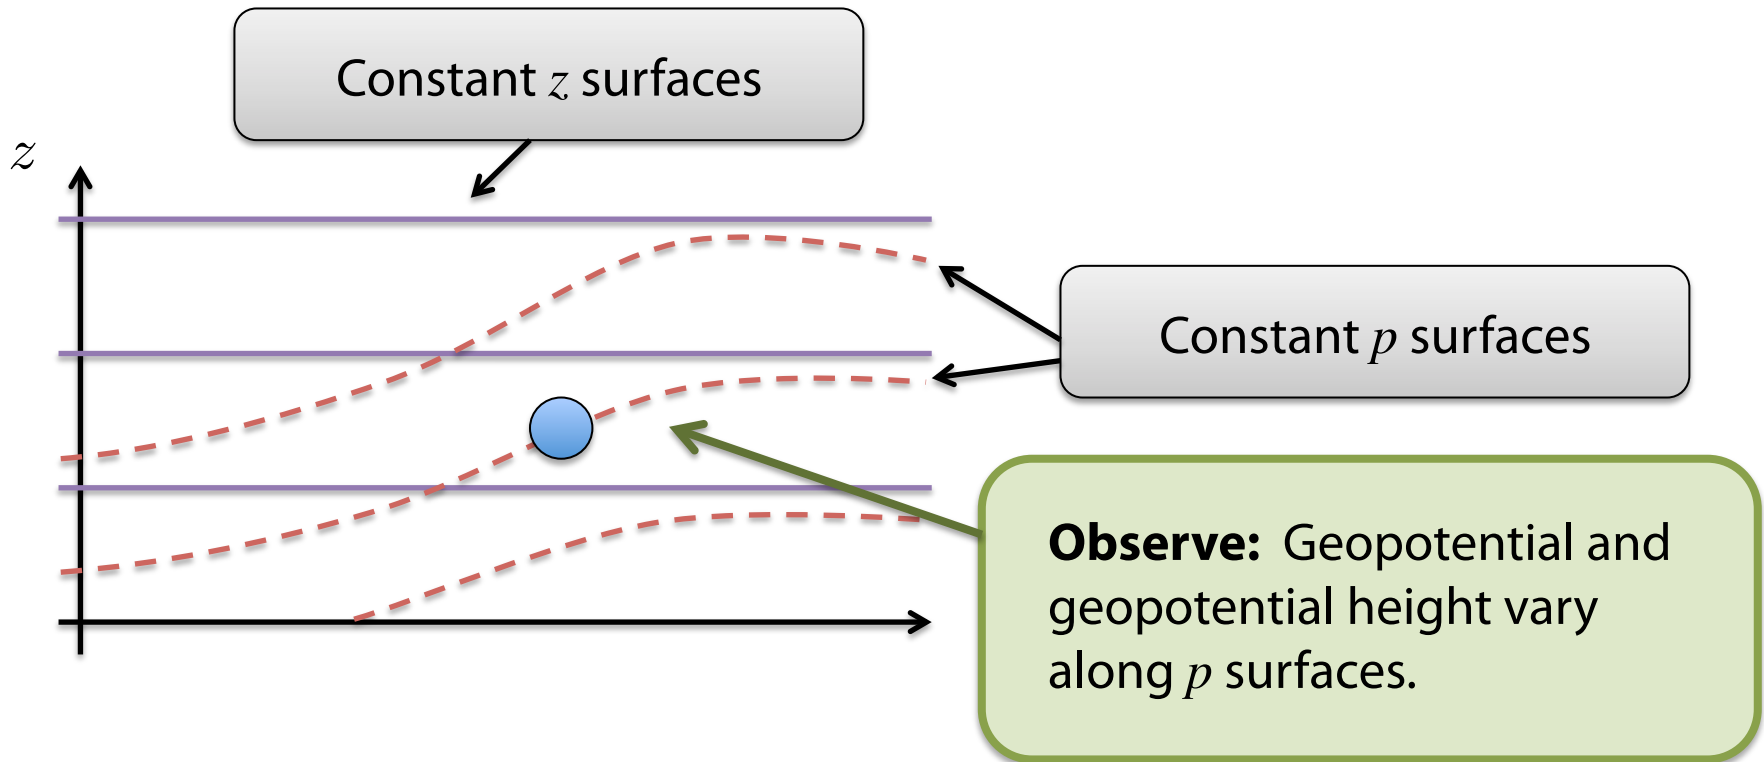 Constant z surfaces
z
Constant p surfaces
Observe: Geopotential and
geopotential height vary
along p surfaces.